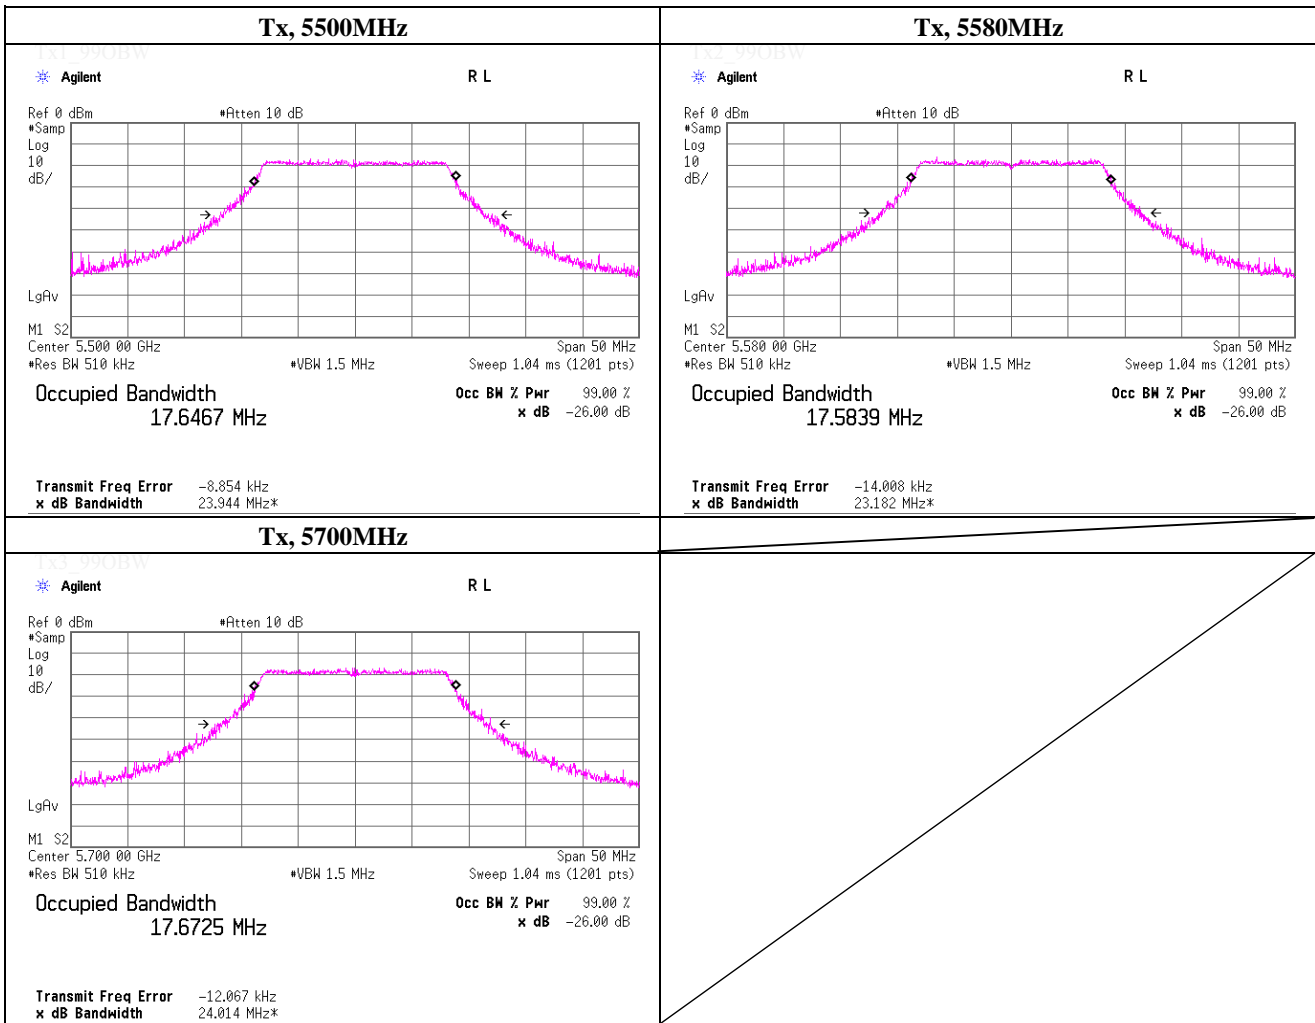 Tx, 5500MHz
Tx1_99OBW
Agilent R L
Ref 0 dBm #Atten 10 dB
#Samp
Log
10
dB/
LgAv
M1 S2
Center 5.500 00 GHz Span 50 MHz
#Res BW 510 kHz #VBW 1.5 MHz Sweep 1.04 ms (1201 pts)
Occupied Bandwidth Occ BW % Pwr 99.00 %
17.6467 MHz x dB -26.00 dB
Transmit Freq Error -8.854 kHz
x dB Bandwidth 23.944 MHz*
Tx, 5580MHz
Tx2_99OBW
Agilent R L
Ref 0 dBm #Atten 10 dB
#Samp
Log
10
dB/
LgAv
M1 S2
Center 5.580 00 GHz Span 50 MHz
#Res BW 510 kHz #VBW 1.5 MHz Sweep 1.04 ms (1201 pts)
Occupied Bandwidth Occ BW % Pwr 99.00 %
17.5839 MHz x dB -26.00 dB
Transmit Freq Error -14.008 kHz
x dB Bandwidth 23.182 MHz*
Tx, 5700MHz
Tx3_99OBW
Agilent R L
Ref 0 dBm #Atten 10 dB
#Samp
Log
10
dB/
LgAv
M1 S2
Center 5.700 00 GHz Span 50 MHz
#Res BW 510 kHz #VBW 1.5 MHz Sweep 1.04 ms (1201 pts)
Occupied Bandwidth Occ BW % Pwr 99.00 %
17.6725 MHz x dB -26.00 dB
Transmit Freq Error -12.067 kHz
x dB Bandwidth 24.014 MHz*